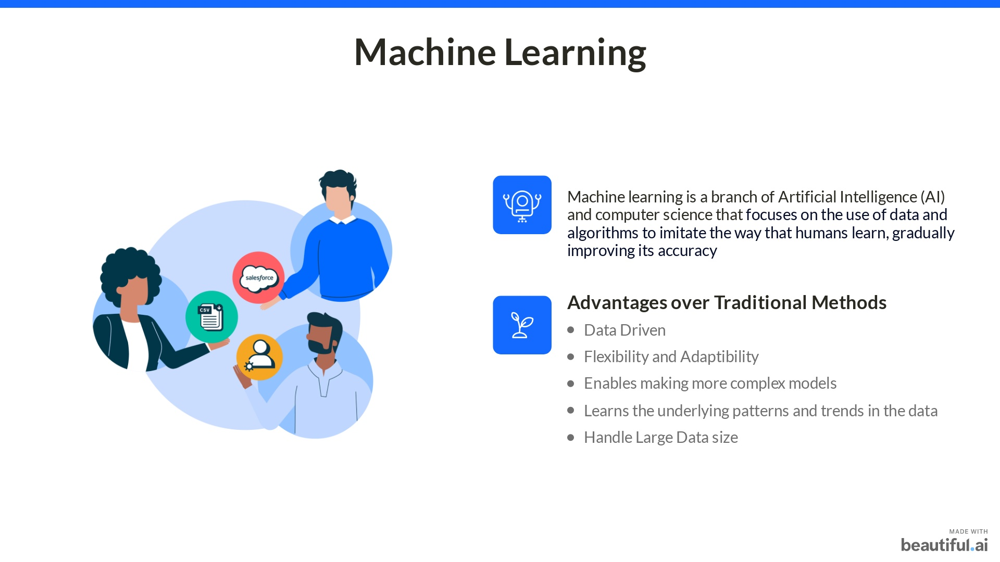 Machine Learning
salesforce
CSV
Machine learning is a branch of Artificial Intelligence (AI)
and computer science that focuses on the use of data and
algorithms to imitate the way that humans learn, gradually
improving its accuracy
Advantages over Traditional Methods
Data Driven
Flexibility and Adaptibility
Enables making more complex models
Learns the underlying patterns and trends in the data
Handle Large Data size
MADE WITH
beautiful.ai